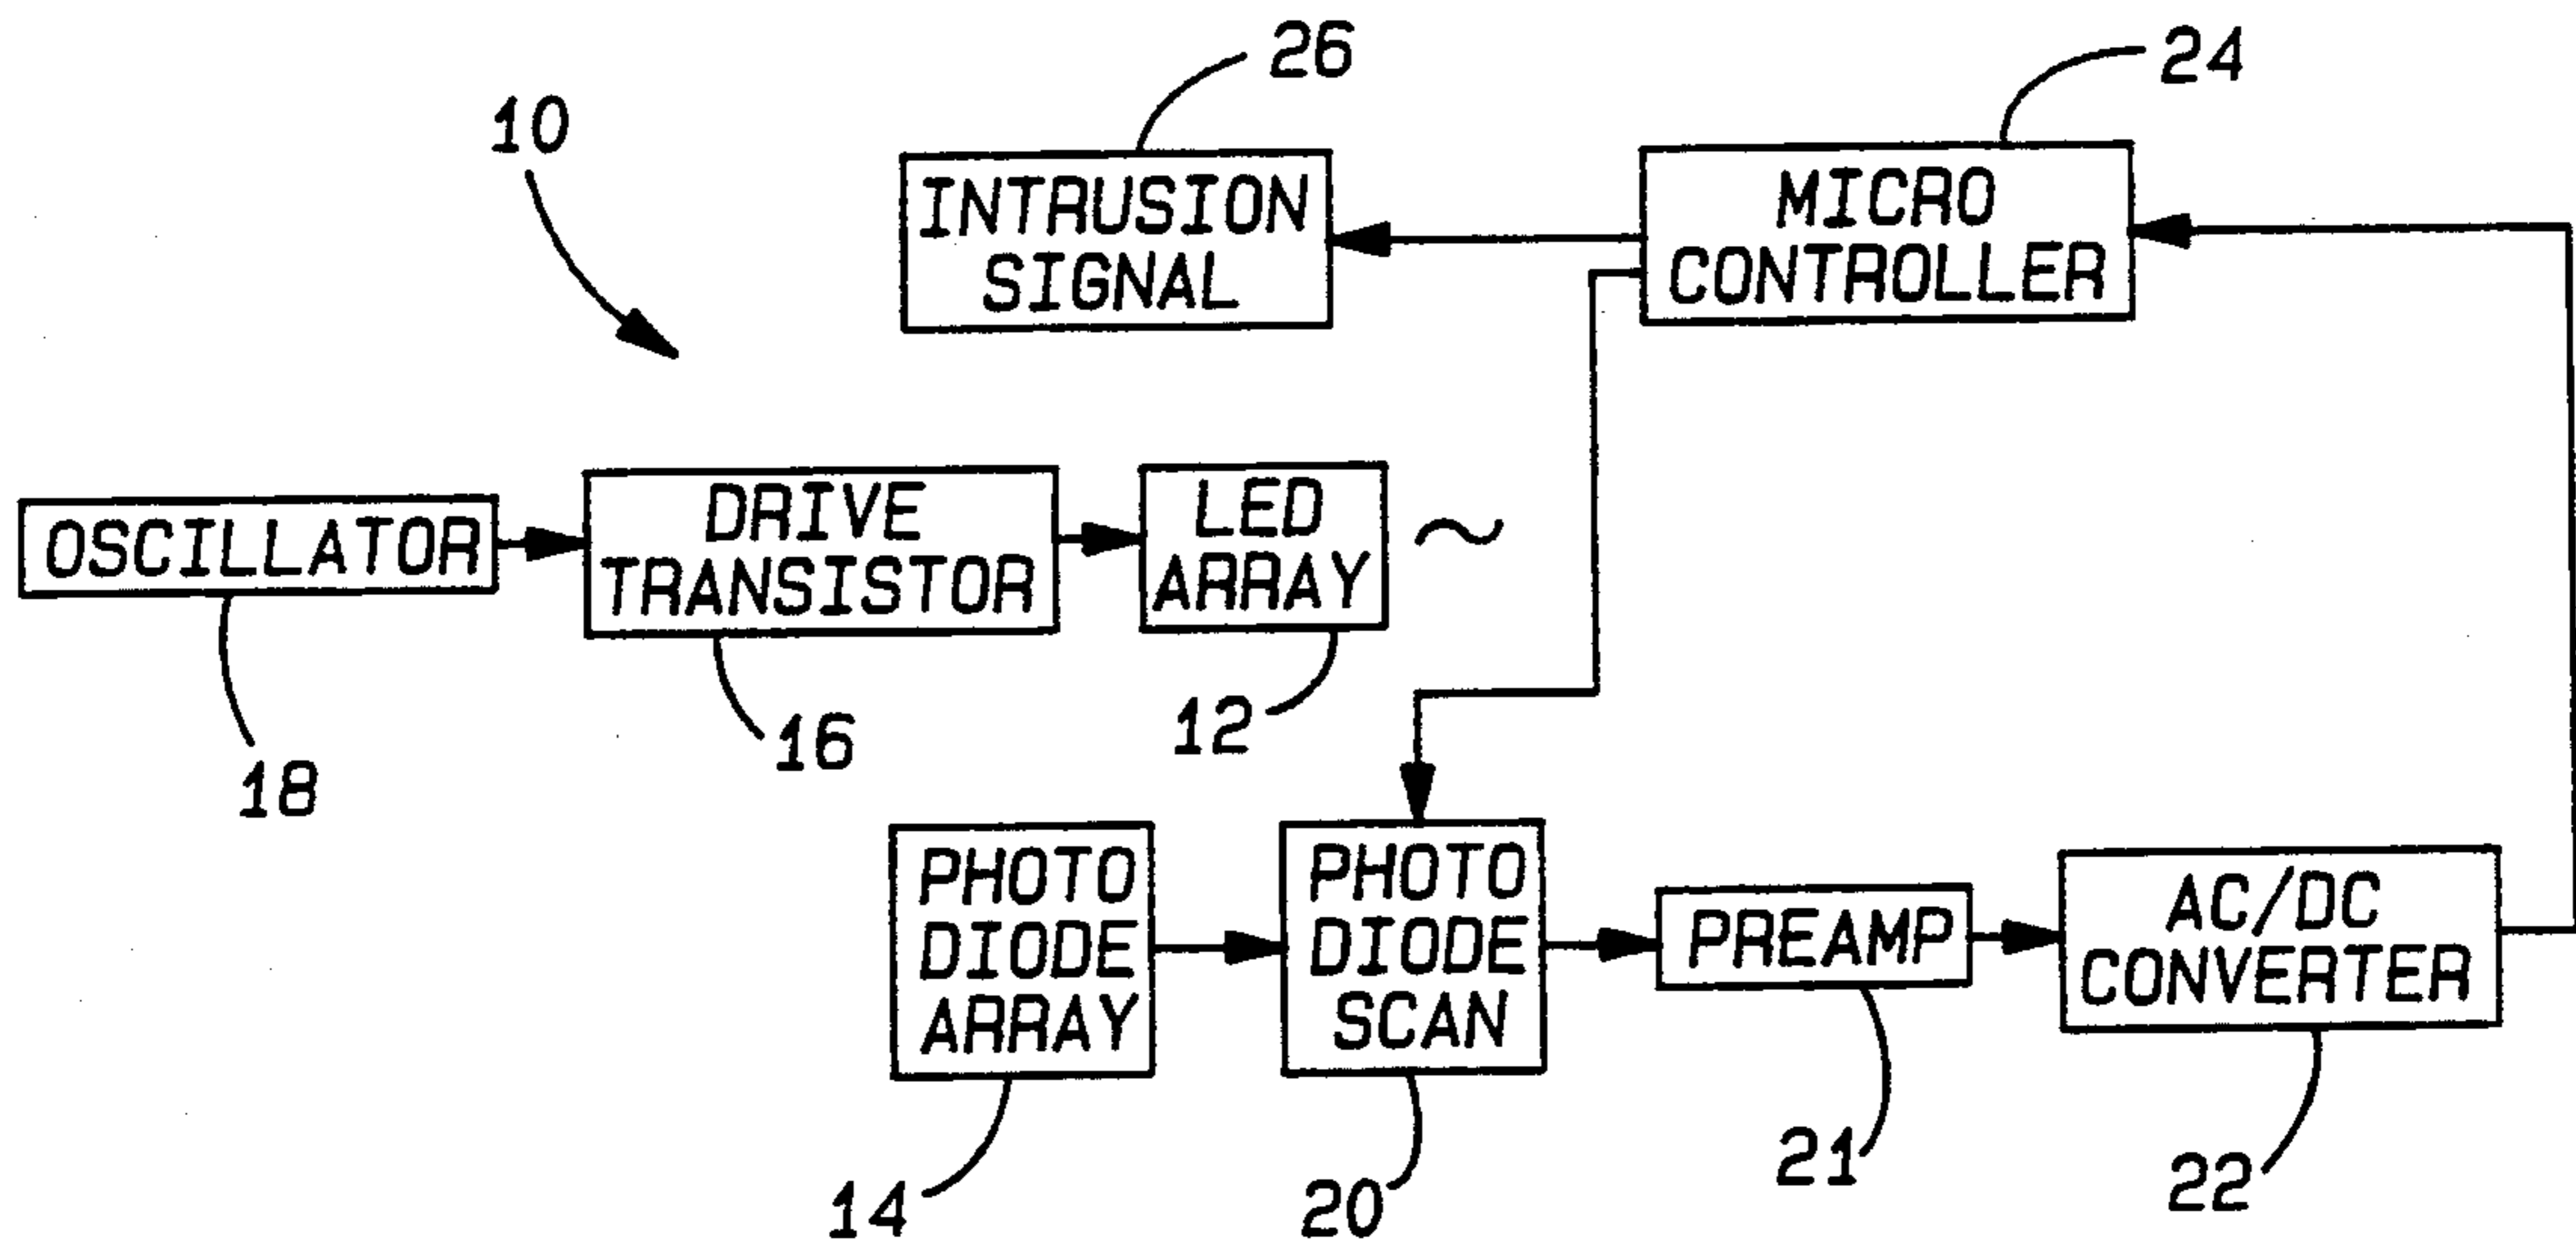 26
24
10
INTRUSION
SIGNAL
MICRO
CONTROLLER
OSCILLATOR
DRIVE
TRANSISTOR
LED
ARRAY
~
18
16
12
PHOTO
DIODE
ARRAY
PHOTO
DIODE
SCAN
PREAMP
AC/DC
CONVERTER
14
20
21
22